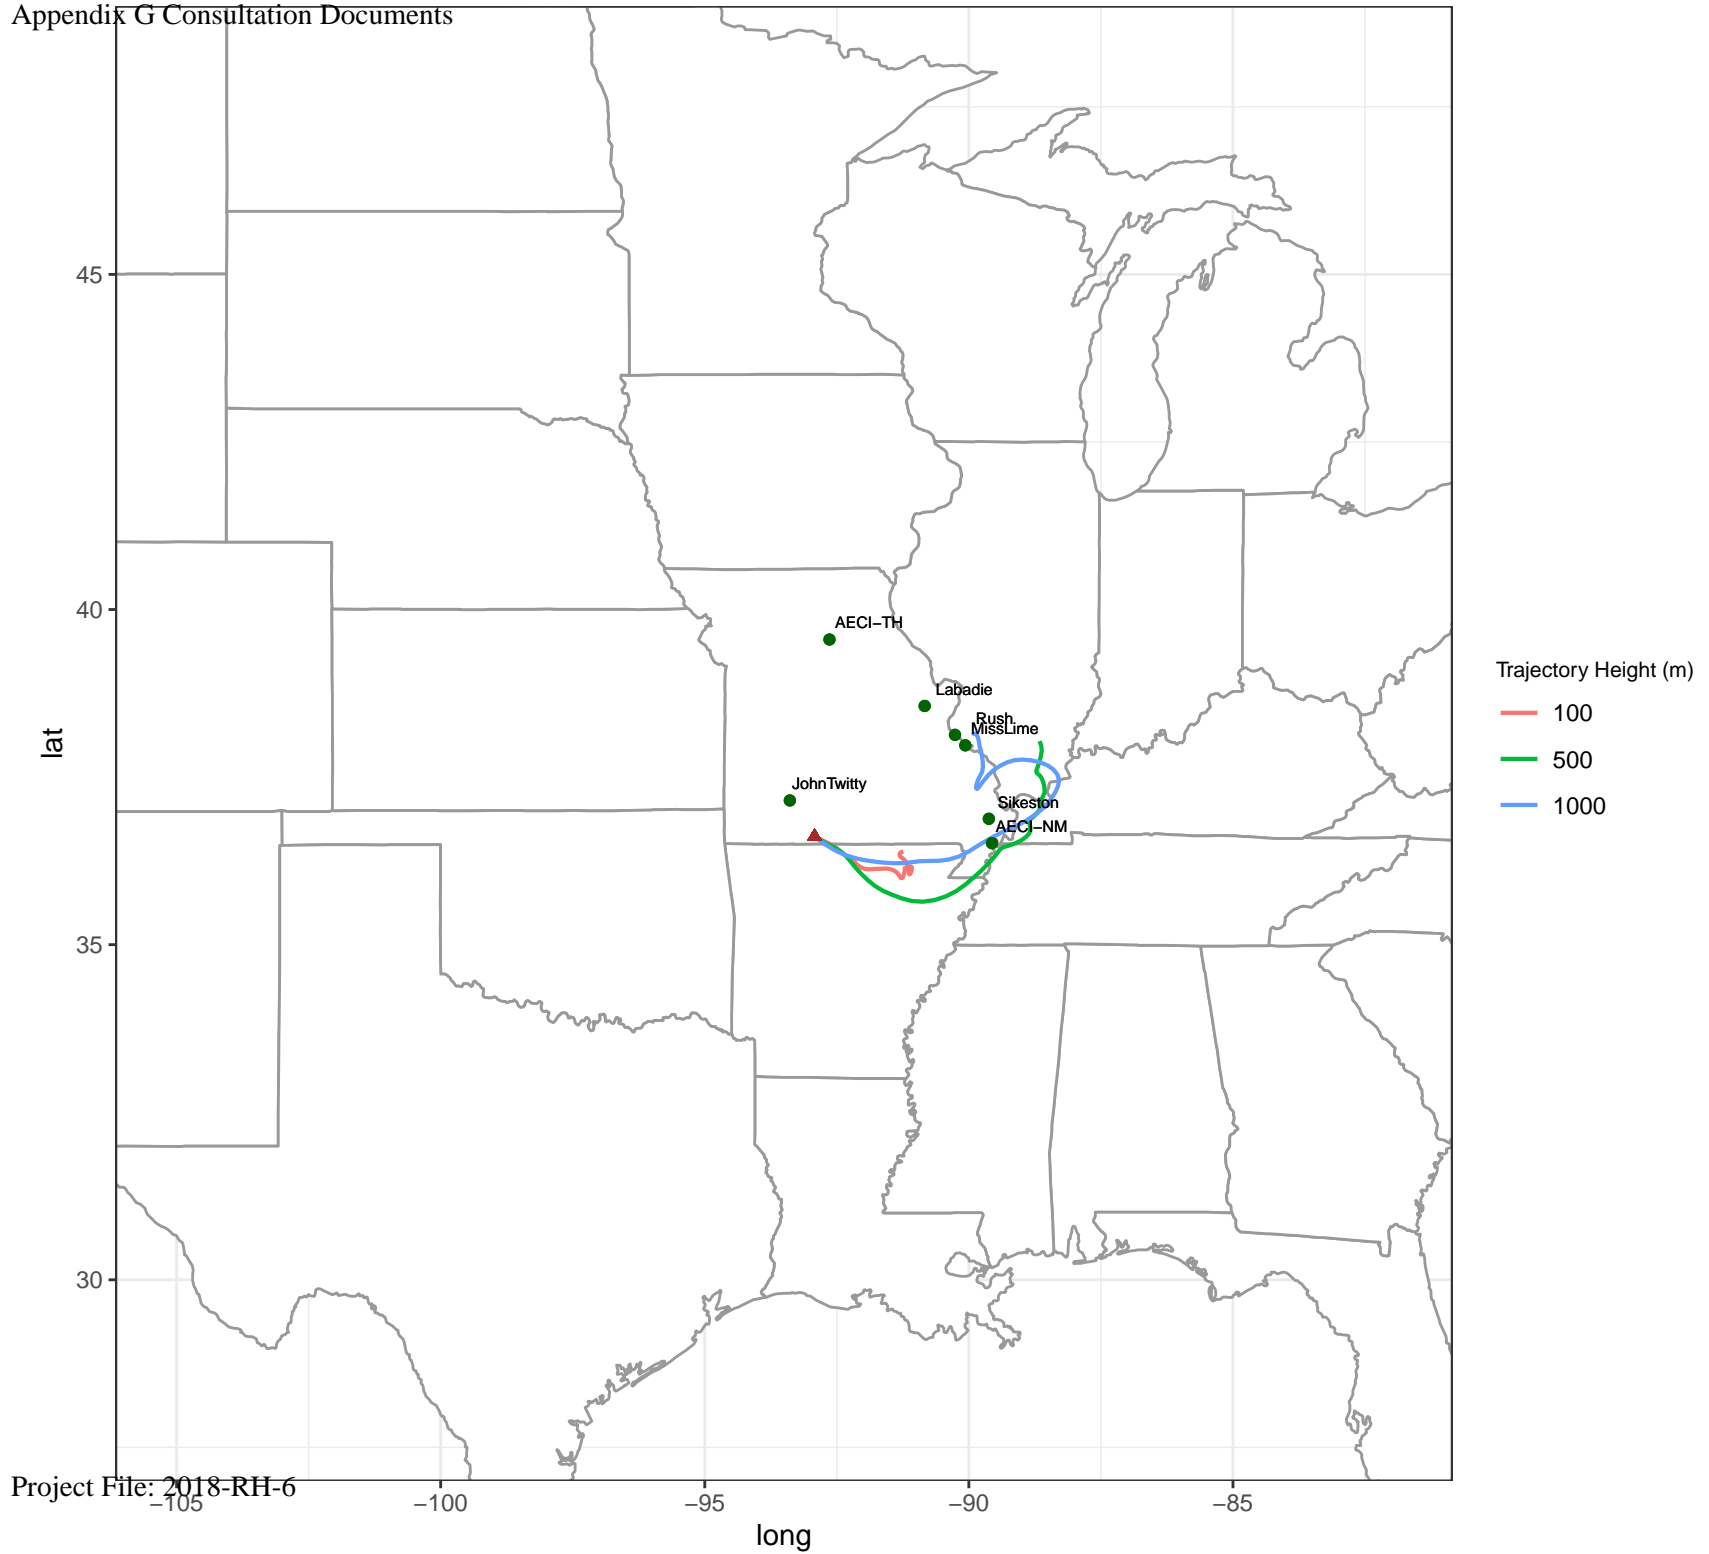 Appendix G Consultation Documents
45
40
35
30
lat
AECI−TH
Labadie
Rush
MissLime
JohnTwitty
Sikeston
AECI−NM
Trajectory Height (m)
100
500
1000
Project File: 2018-RH-6
−105
−100
−95
−90
−85
long